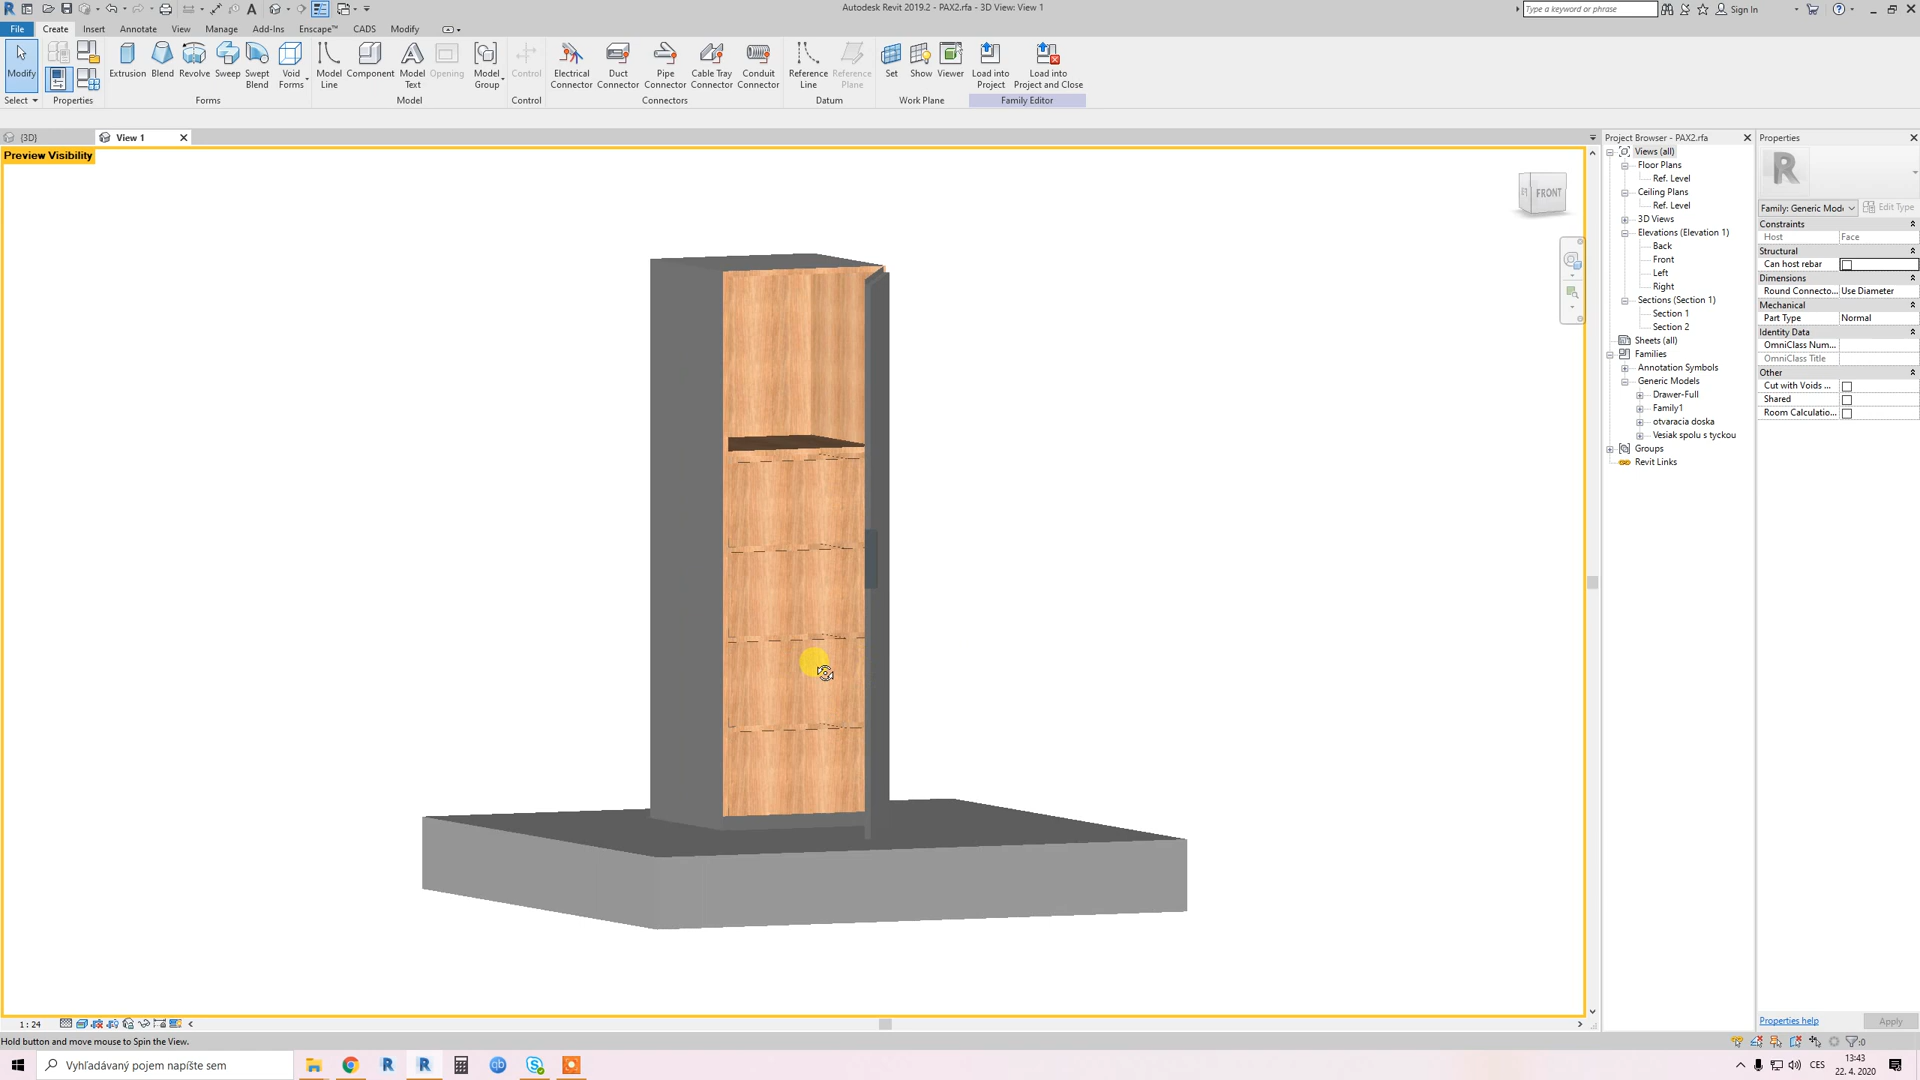 Autodesk Revit 2019.2 - PAX2.rfa - 3D View: View 1
Type a keyword or phrase
Sign In
File Create Insert Annotate View Manage Add-Ins Enscape™ CADS Modify
Modify Extrusion Blend Revolve Sweep Swept Blend Void Forms Model Line Component Model Text Opening Model Group Control Electrical Connector Duct Connector Pipe Connector Cable Tray Connector Conduit Connector Reference Line Reference Plane Set Show Viewer Load into Project Load into Project and Close
Select Properties Forms Model Control Connectors Datum Work Plane Family Editor
{3D} View 1
Preview Visibility
FRONT
Project Browser - PAX2.rfa
Views (all)
Floor Plans
Ref. Level
Ceiling Plans
Ref. Level
3D Views
Elevations (Elevation 1)
Back
Front
Left
Right
Sections (Section 1)
Section 1
Section 2
Sheets (all)
Families
Annotation Symbols
Generic Models
Drawer-Full
Family1
otvaracia doska
Vesiak spolu s tyckou
Groups
Revit Links
Properties
Family: Generic Mode Edit Type
Constraints
Host Face
Structural
Can host rebar
Dimensions
Round Connecto... Use Diameter
Mechanical
Part Type Normal
Identity Data
OmniClass Num...
OmniClass Title
Other
Cut with Voids ...
Shared
Room Calculatio...
Properties help Apply
1 : 24
Hold button and move mouse to Spin the View.
:0
Vyhľadávaný pojem napíšte sem
CES
13:43
22. 4. 2020